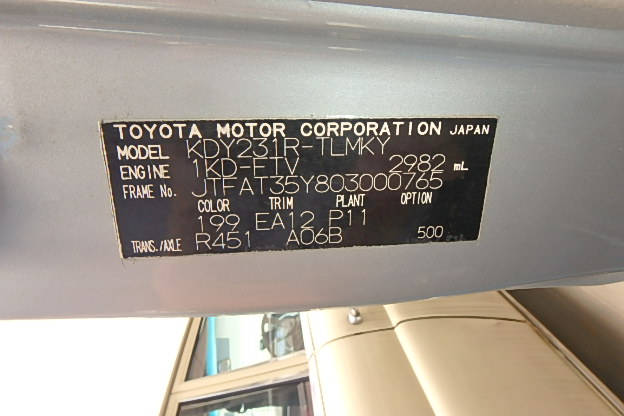 TOYOTA MOTOR CORPORATION JAPAN
MODEL KDY231R-TLMKY
ENGINE 1KD-FTV 2982 mL
FRAME No. JTFAT35Y803000765
COLOR TRIM PLANT OPTION
199 EA12 P11
TRANS./AXLE R451 A06B 500